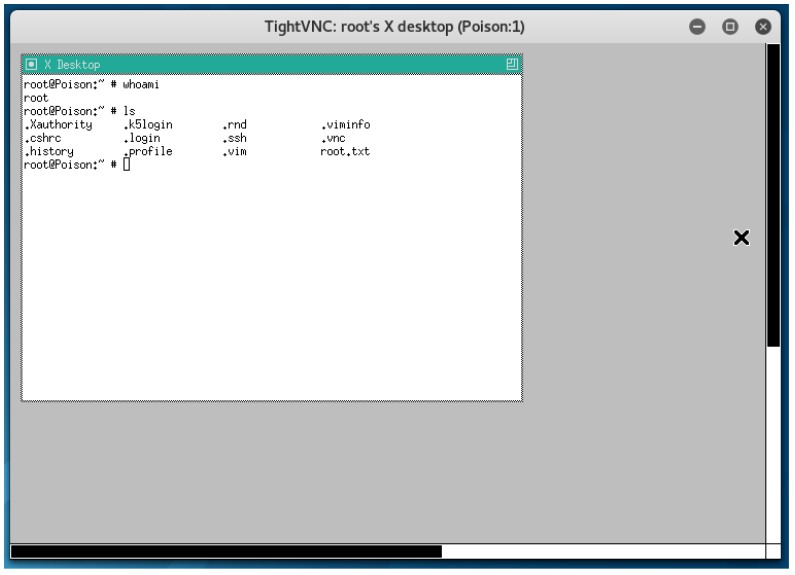 TightVNC: root's X desktop (Poison:1)
X Desktop
root@Poison:~ # whoami
root
root@Poison:~ # ls
.Xauthority .k5login .rnd .viminfo
.cshrc .login .ssh .vnc
.history .profile .vim root.txt
root@Poison:~ #